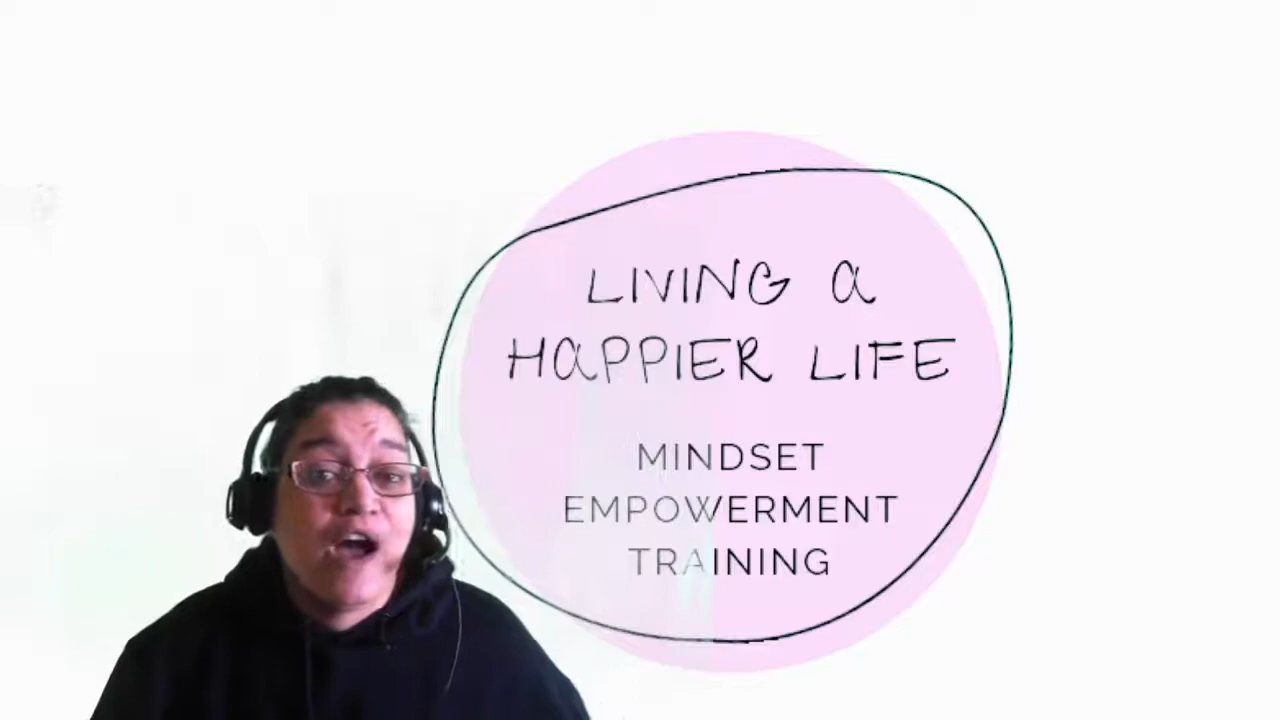 LIVING A
HAPPIER LIFE
MINDSET
EMPOWERMENT
TRAINING